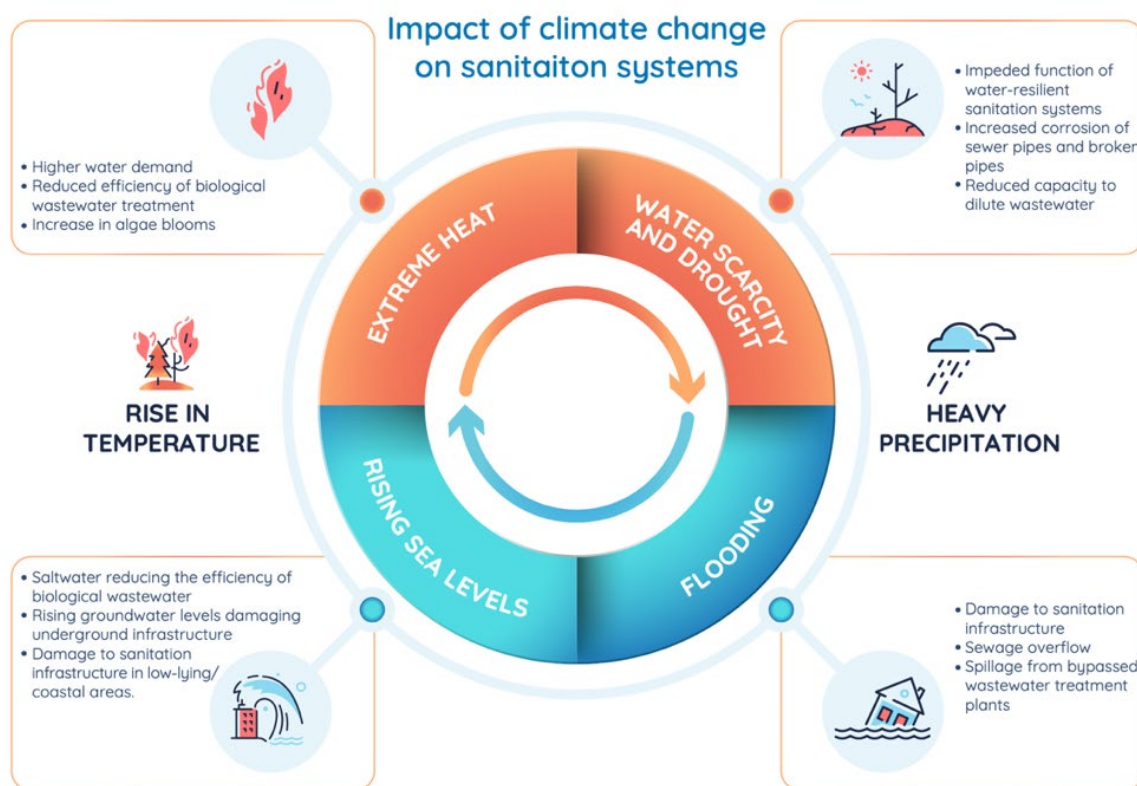 Impact of climate change
on sanitaiton systems
• Higher water demand
• Reduced efficiency of biological
wastewater treatment
• Increase in algae blooms
• Impeded function of
water-resilient
sanitation systems
• Increased corrosion of
sewer pipes and broken
pipes
• Reduced capacity to
dilute wastewater
EXTREME HEAT
WATER SCARCITY
AND DROUGHT
RISE IN
TEMPERATURE
HEAVY
PRECIPITATION
RISING SEA LEVELS
FLOODING
• Saltwater reducing the efficiency of
biological wastewater
• Rising groundwater levels damaging
underground infrastructure
• Damage to sanitation
infrastructure in low-lying/
coastal areas.
• Damage to sanitation
infrastructure
• Sewage overflow
• Spillage from bypassed
wastewater treatment
plants